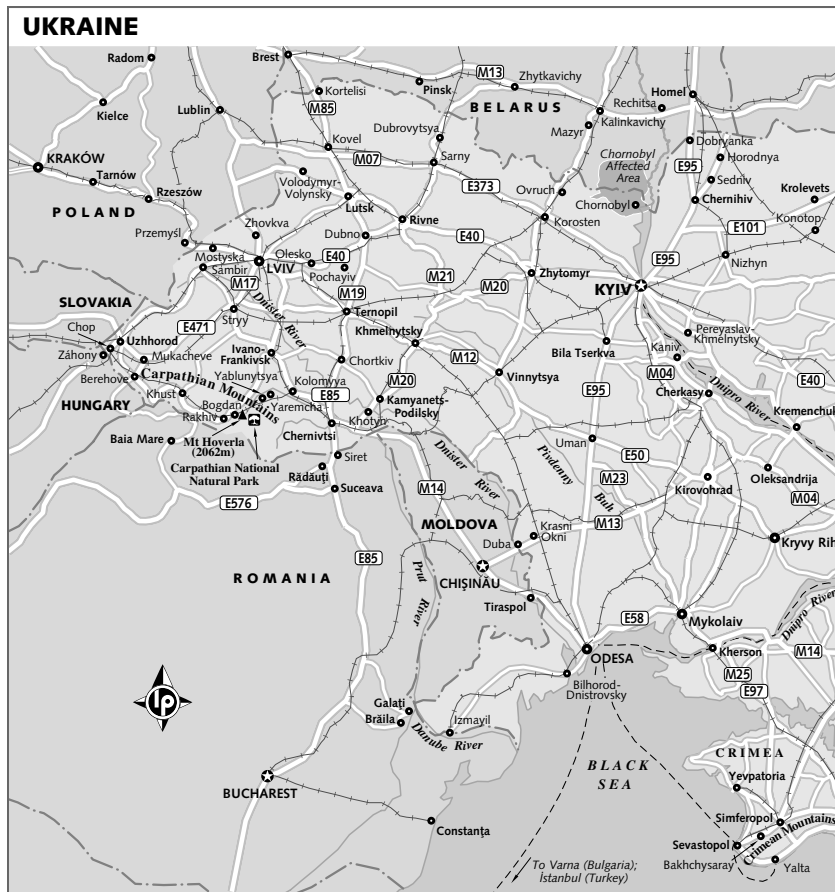 UKRAINE
Radom
Brest
M13
Zhytkavichy
Homel
Pinsk
Kortelisi
Rechitsa
Kielce
Lublin
M85
BELARUS
Kalinkavichy
Mazyr
Dubrovytsya
Dobryanka
Kovel
Chornobyl
Affected
Area
E95
Horodnya
KRAKÓW
M07
Sarny
Tarnów
Sedniv
Volodymyr-
Volynsky
E373
Ovruch
Krolevets
Rzeszów
Lutsk
Chornobyl
Chernihiv
POLAND
Zhovkva
Rivne
Korosten
Konotop
Przemyśl
Dubno
E40
E101
Mostyska
Olesko
E40
E95
Nizhyn
Sambir
LVIV
Pochayiv
M21
Zhytomyr
M17
M20
KYIV
SLOVAKIA
Dnister River
M19
Stryy
Ternopil
Chop
E471
Khmelnytsky
Pereyaslav-
Khmelnytsky
Uzhhorod
Ivano-
Frankivsk
Bila Tserkva
Kaniv
Záhony
Mukacheve
Chortkiv
M12
Yablunytsya
M04
Berehove
Carpathian Mountains
Kolomyya
M20
Vinnytsya
E95
Dnipro River
E40
Khust
E85
Kamyanets-
Podilsky
Cherkasy
HUNGARY
Bogdan
Yaremcha
Rakhiv
Khotyn
Kremenchuk
Baia Mare
Mt Hoverla
(2062m)
Chernivtsi
Uman
Carpathian National
Natural Park
Siret
Dnister
River
Pivdenny
Buh
E50
Rădăuţi
M23
Oleksandrija
Suceava
M14
Kirovohrad
M04
E576
MOLDOVA
Krasni
Okni
M13
Duba
Kryvy Rih
E85
CHIŞINĂU
ROMANIA
Prut
River
Tiraspol
E58
Mykolaiv
Dnipro River
ODESA
Kherson
M14
M25
Bilhorod-
Dnistrovsky
E97
lp
Galaţi
Brăila
Izmayil
Danube River
CRIMEA
BLACK
SEA
BUCHAREST
Yevpatoria
Constanţa
Simferopol
Crimean Mountains
Sevastopol
Bakhchysaray
Yalta
To Varna (Bulgaria);
İstanbul (Turkey)